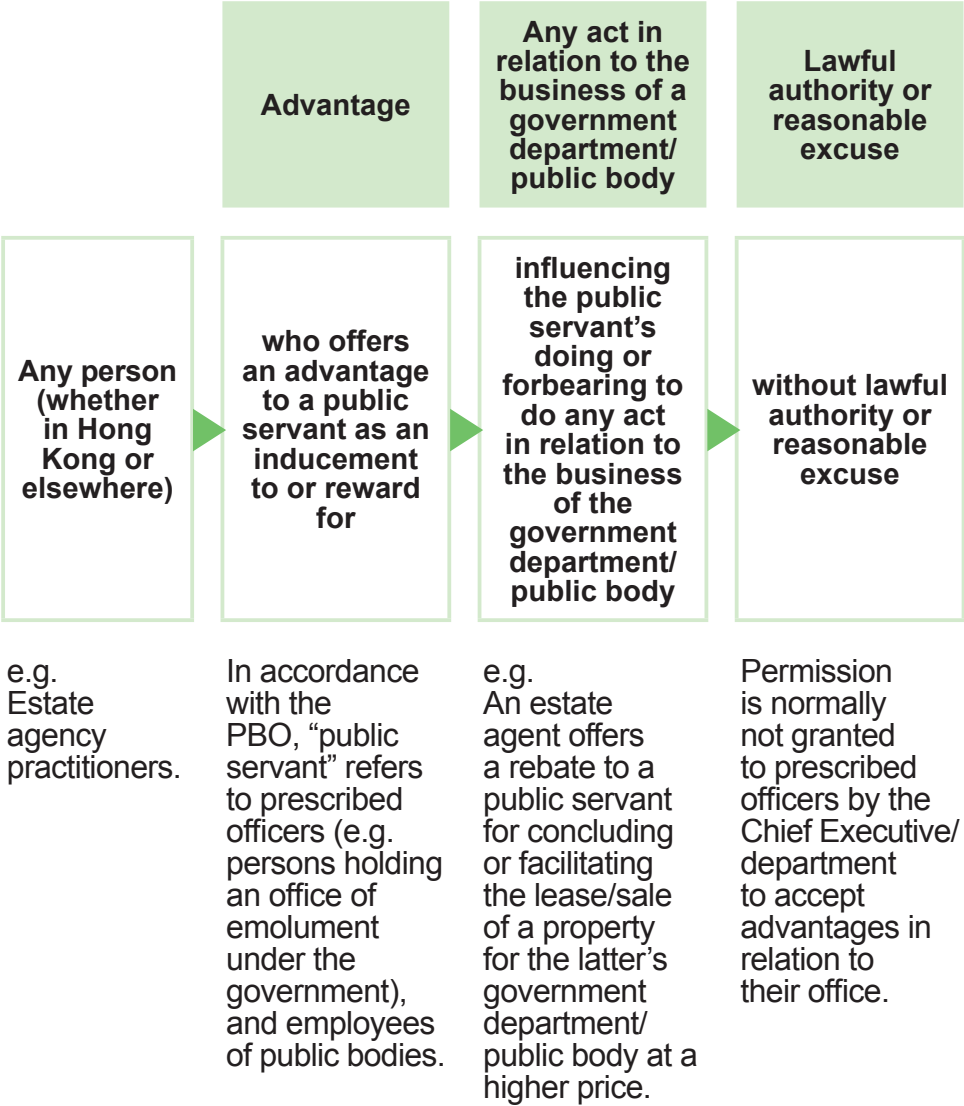 Advantage
Any act in
relation to the
business of a
government
department/
public body
Lawful
authority or
reasonable
excuse
Any person
(whether
in Hong
Kong or
elsewhere)
who offers
an advantage
to a public
servant as an
inducement
to or reward
for
influencing
the public
servant’s
doing or
forbearing to
do any act
in relation to
the business
of the
government
department/
public body
without lawful
authority or
reasonable
excuse
e.g.
Estate
agency
practitioners.
In accordance
with the
PBO, “public
servant” refers
to prescribed
officers (e.g.
persons holding
an office of
emolument
under the
government),
and employees
of public bodies.
e.g.
An estate
agent offers
a rebate to a
public servant
for concluding
or facilitating
the lease/sale
of a property
for the latter’s
government
department/
public body at a
higher price.
Permission
is normally
not granted
to prescribed
officers by the
Chief Executive/
department
to accept
advantages in
relation to
their office.